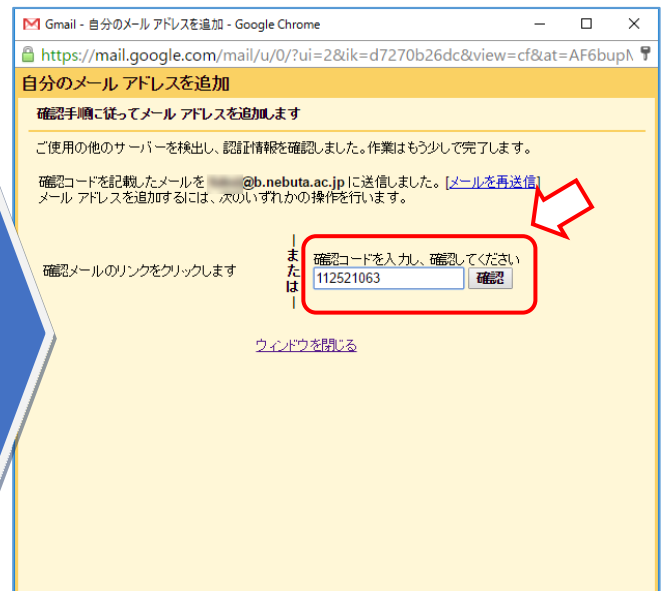 Gmail - 自分のメール アドレスを追加 - Google Chrome
https://mail.google.com/mail/u/0/?ui=2&ik=d7270b26dc&view=cf&at=AF6bup
自分のメール アドレスを追加
確認手順に従ってメール アドレスを追加します
ご使用の他のサーバーを検出し、認証情報を確認しました。作業はもう少しで完了します。
確認コードを記載したメールを @b.nebuta.ac.jp に送信しました。[メールを再送信]
メール アドレスを追加するには、次のいずれかの操作を行います。
確認メールのリンクをクリックします
または
確認コードを入力し、確認してください
112521063 確認
ウィンドウを閉じる